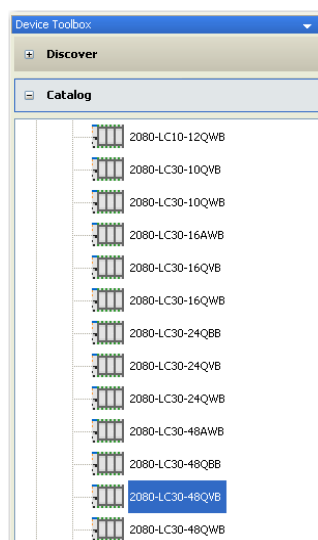 Device Toolbox
Discover
Catalog
2080-LC10-12QWB
2080-LC30-10QVB
2080-LC30-10QWB
2080-LC30-16AWB
2080-LC30-16QVB
2080-LC30-16QWB
2080-LC30-24QBB
2080-LC30-24QVB
2080-LC30-24QWB
2080-LC30-48AWB
2080-LC30-48QBB
2080-LC30-48QVB
2080-LC30-48QWB